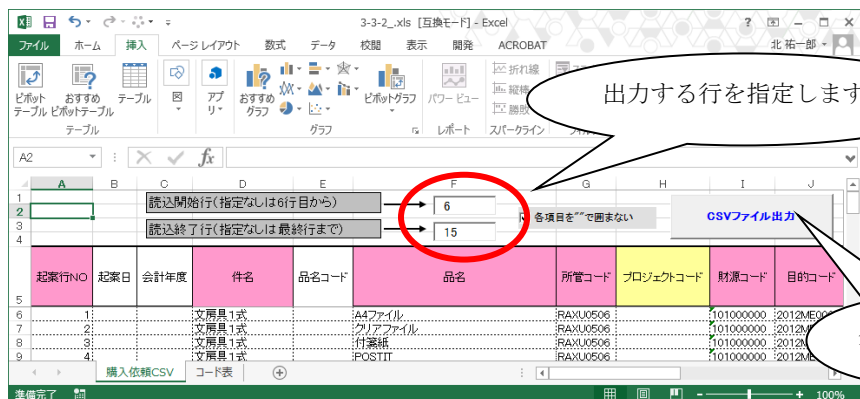 3-3-2_.xls [互換モード] - Excel
ファイル ホーム 挿入 ページ レイアウト 数式 データ 校閲 表示 開発 ACROBAT 北 祐一郎
ピボットテーブル おすすめピボットテーブル テーブル 図 アプリ おすすめグラフ ピボットグラフ パワー ビュー 折れ線
縦棒
勝敗
テーブル グラフ レポート スパークライン
出力する行を指定します
A2 fx
A B C D E F G H I J
1
2
3
4
読込開始行(指定なしは6行目から) 6
読込終了行(指定なしは最終行まで) 15
各項目を""で囲まない
CSVファイル出力
5 起案行NO 起案日 会計年度 件名 品名コード 品名 所管コード プロジェクトコード 財源コード 目的コード
6 1 文房具1式 A4ファイル RAXU0506 101000000
7 2 文房具1式 クリアファイル RAXU0506 101000000
8 3 文房具1式 付箋紙 RAXU0506 101000000
9 4 文房具1式 POSTIT RAXU0506 101000000
購入依頼CSV コード表
準備完了 100%